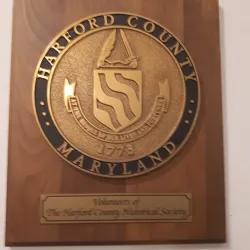 HARFORD COUNTY
1773
MARYLAND
Volunteers of
The Harford County Historical Society